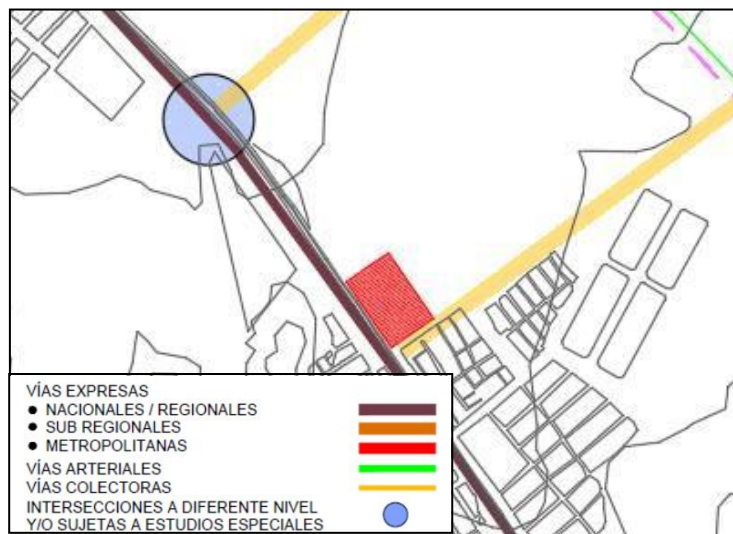 VÍAS EXPRESAS
● NACIONALES / REGIONALES
● SUB REGIONALES
● METROPOLITANAS
VÍAS ARTERIALES
VÍAS COLECTORAS
INTERSECCIONES A DIFERENTE NIVEL
Y/O SUJETAS A ESTUDIOS ESPECIALES